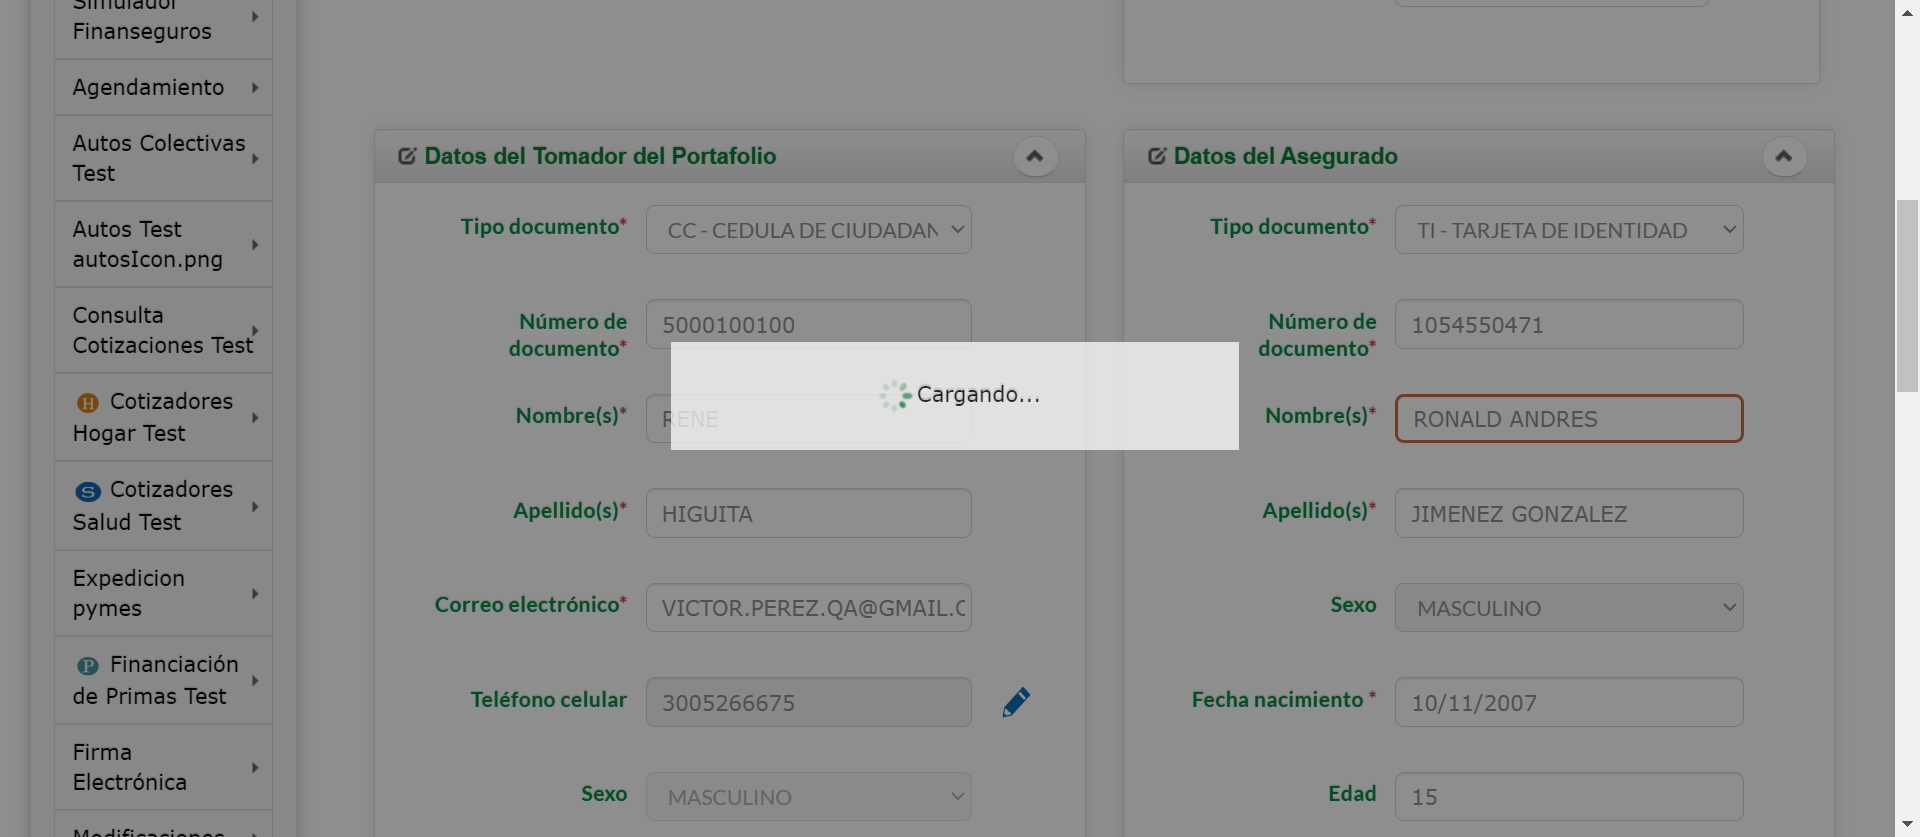 Simulador
Finanseguros
Agendamiento
Autos Colectivas
Test
Autos Test
autosIcon.png
Consulta
Cotizaciones Test
H Cotizadores
Hogar Test
S Cotizadores
Salud Test
Expedicion
pymes
P Financiación
de Primas Test
Firma
Electrónica
Modificaciones
Datos del Tomador del Portafolio
Tipo documento*
CC - CEDULA DE CIUDADAN
Número de
documento*
5000100100
Nombre(s)*
RENE
Apellido(s)*
HIGUITA
Correo electrónico*
VICTOR.PEREZ.QA@GMAIL.C
Teléfono celular
3005266675
Sexo
MASCULINO
Cargando...
Datos del Asegurado
Tipo documento*
TI - TARJETA DE IDENTIDAD
Número de
documento*
1054550471
Nombre(s)*
RONALD ANDRES
Apellido(s)*
JIMENEZ GONZALEZ
Sexo
MASCULINO
Fecha nacimiento *
10/11/2007
Edad
15